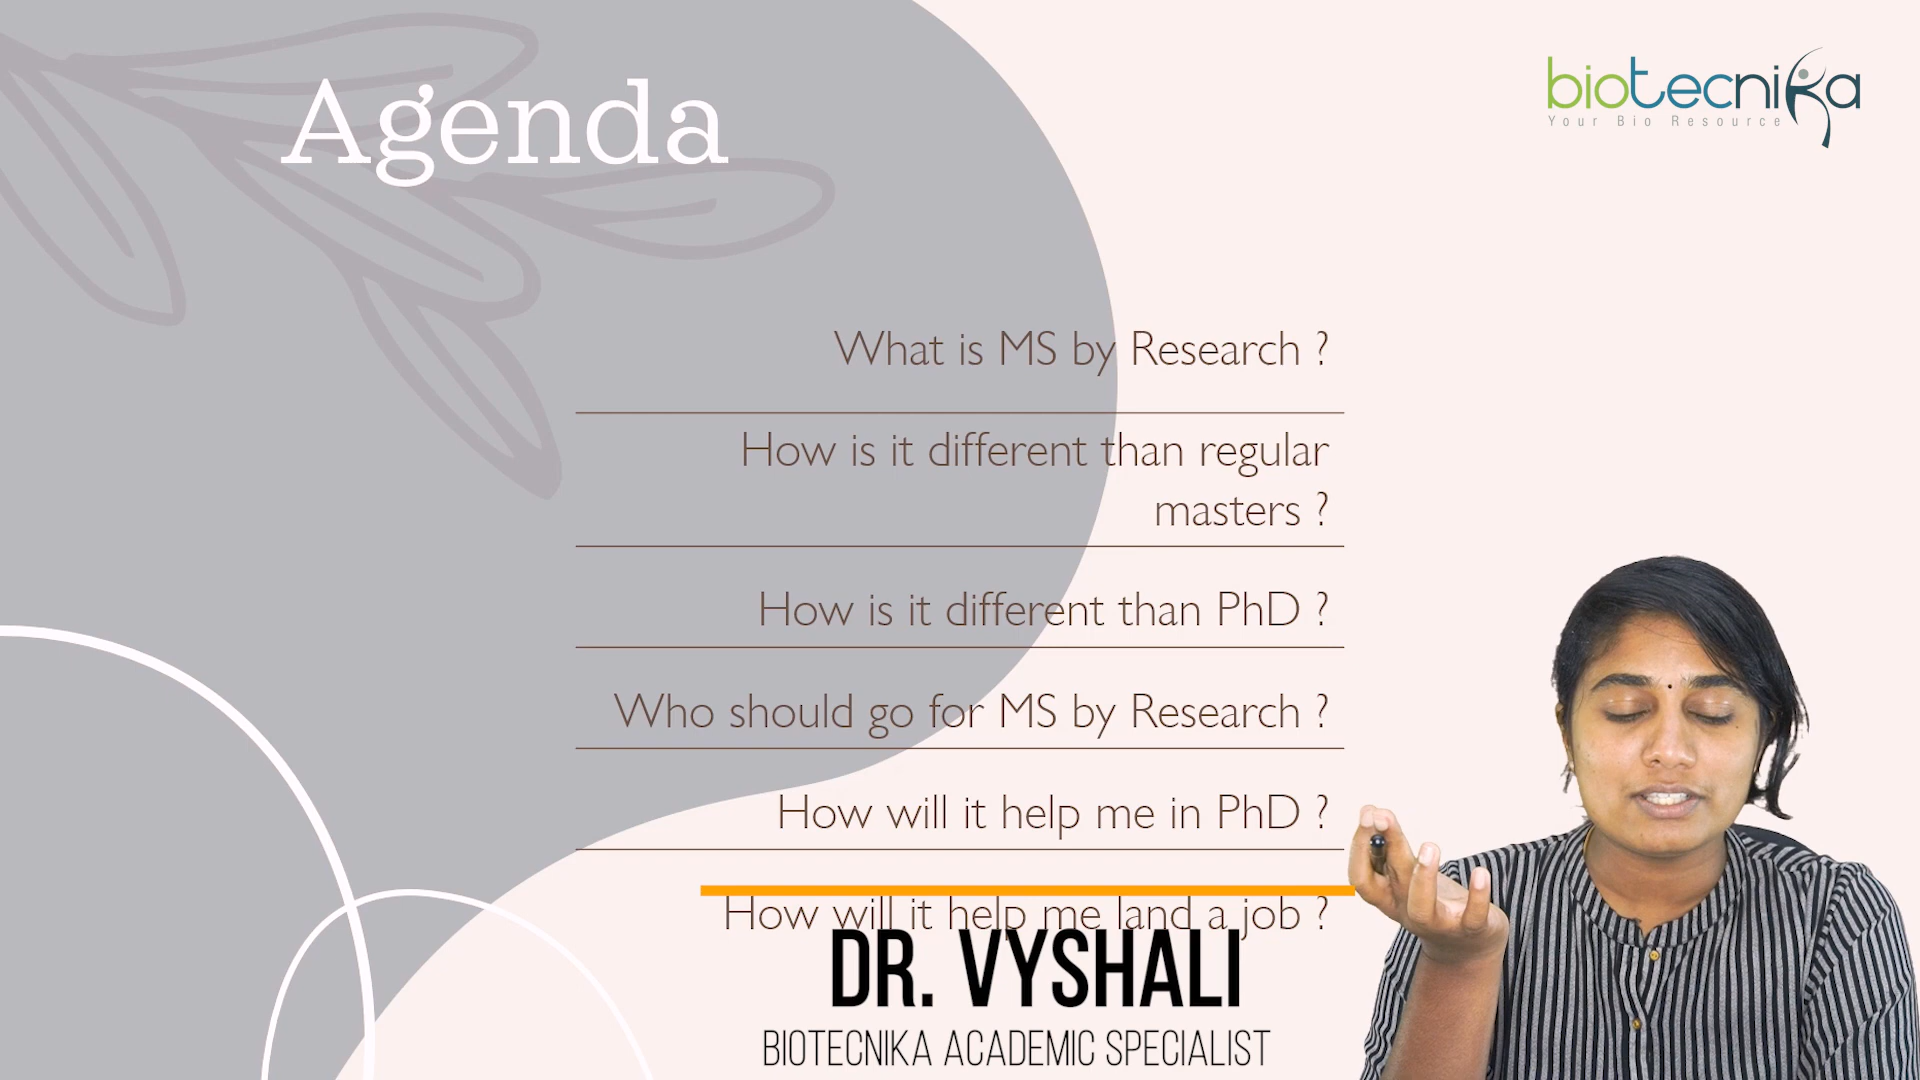 Agenda
biotecnika
Your Bio Resource
What is MS by Research ?
How is it different than regular
masters ?
How is it different than PhD ?
Who should go for MS by Research ?
How will it help me in PhD ?
How will it help me land a job ?
DR. VYSHALI
BIOTECNIKA ACADEMIC SPECIALIST